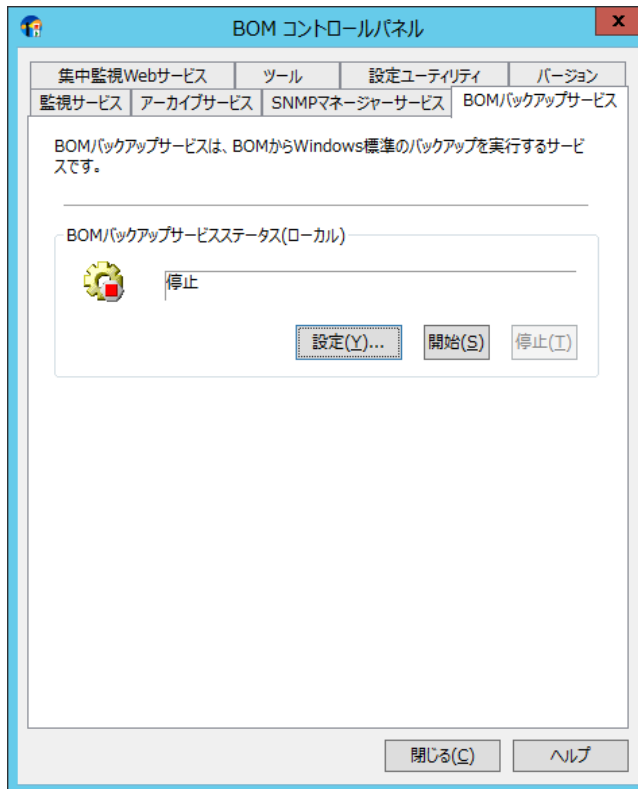 BOM コントロールパネル
x
集中監視Webサービス ツール 設定ユーティリティ バージョン
監視サービス アーカイブサービス SNMPマネージャーサービス BOMバックアップサービス
BOMバックアップサービスは、BOMからWindows標準のバックアップを実行するサービ
スです。
BOMバックアップサービスステータス(ローカル)
停止
設定(Y)... 開始(S) 停止(T)
閉じる(C) ヘルプ